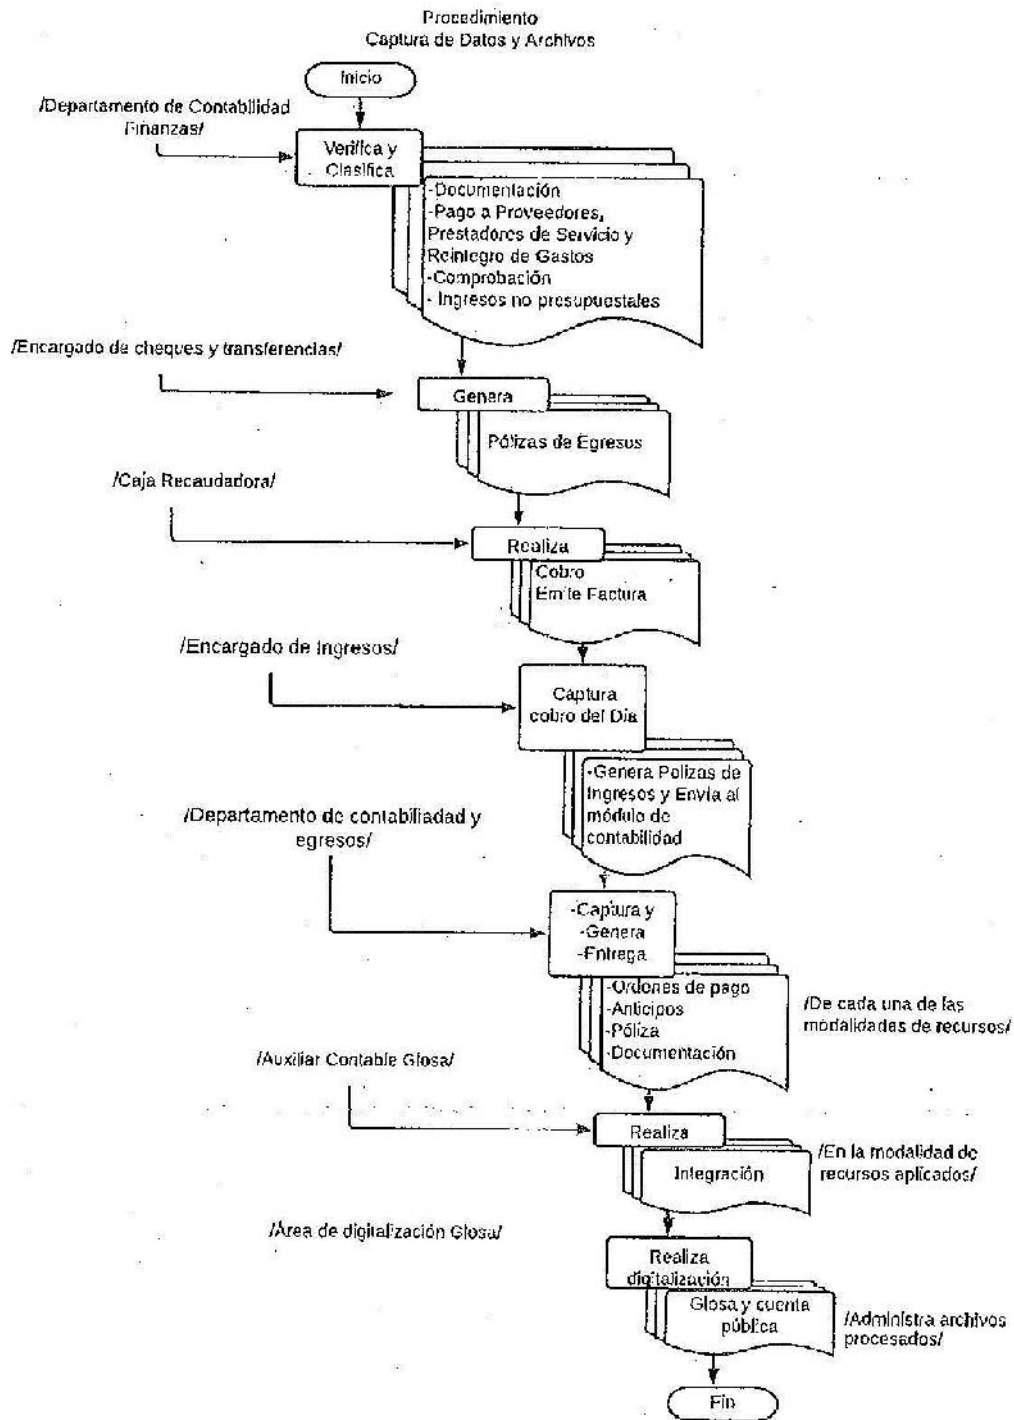 Procedimiento
Captura de Datos y Archivos
Inicio
/Departamento de Contabilidad
Finanzas/
Verifica y
Clasifica
-Documentación
-Pago a Proveedores,
Prestadores de Servicio y
Reintegro de Gastos
-Comprobación
- Ingresos no presupuestales
/Encargado de cheques y transferencias/
Genera
Pólizas de Egresos
/Caja Recaudadora/
Realiza
Cobro
Emite Factura
/Encargado de Ingresos/
Captura
cobro del Día
-Genera Polizas de
Ingresos y Envía al
módulo de
contabilidad
/Departamento de contabiliadad y
egresos/
-Captura y
-Genera
-Entrega
-Ordones de pago
-Anticipos
-Póliza
-Documentación
/De cada una de las
modalidades de recursos/
/Auxiliar Contable Glosa/
Realiza
Integración
/En la modalidad de
recursos aplicados/
/Área de digitalización Glosa/
Realiza
digitalización
Glosa y cuenta
pública
/Administra archivos
procesados/
Fin